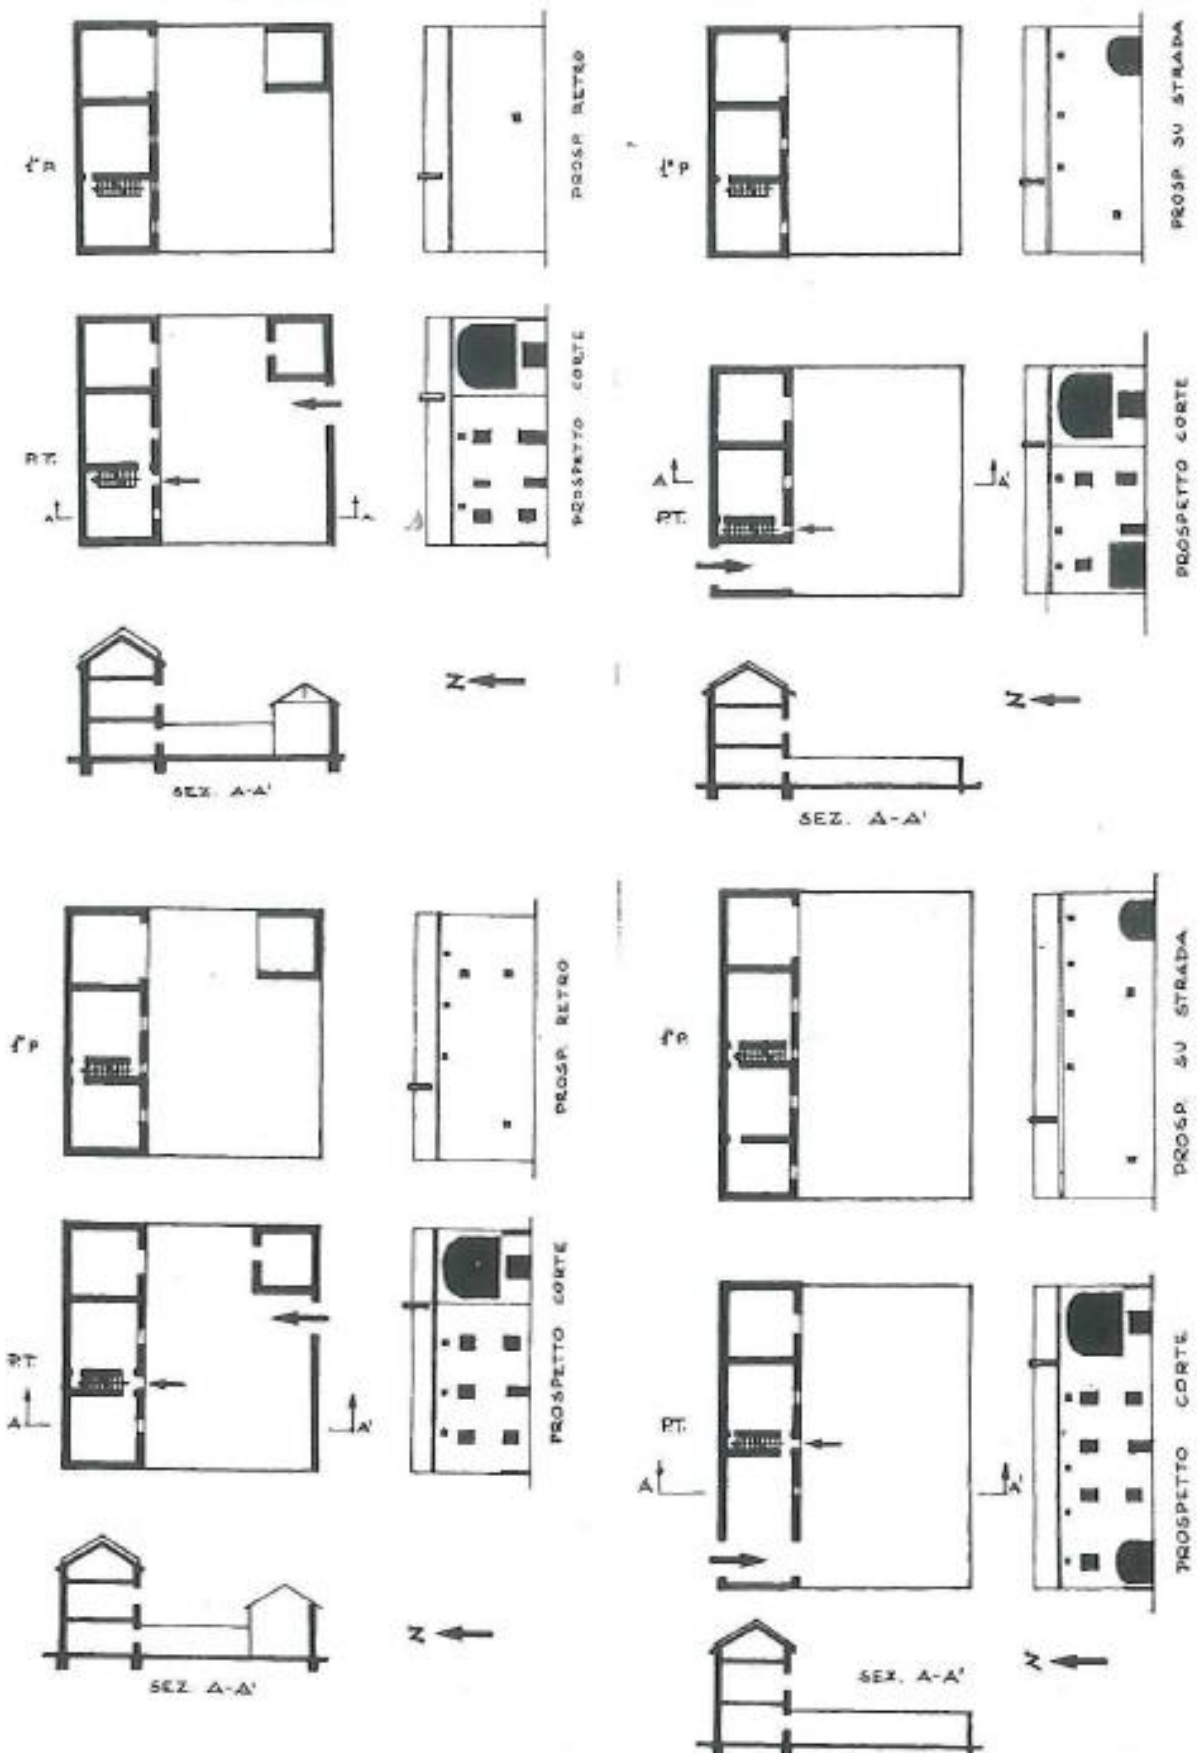 1° P.
PROSP. RETRO
P.T.
A
A
PROSPETTO CORTE
N
SEZ. A-A'
1° P
PROSP. SU STRADA
A
A'
P.T.
PROSPETTO CORTE
N
SEZ. A-A'
1° P
PROSP. RETRO
P.T.
A
A'
PROSPETTO CORTE
N
SEZ A-A'
1° P.
PROSP. SU STRADA
P.T.
A
A'
PROSPETTO CORTE
N
SEZ. A-A'